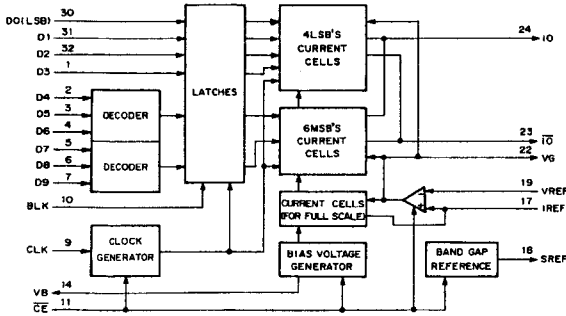 DO(LSB) 30
D1 31
D2 32
D3 1
D4 2
D5 3
D6 4
D7 5
D8 6
D9 7
BLK 10
CLK 9
VB 14
CE 11
DECODER
DECODER
CLOCK
GENERATOR
LATCHES
4LSB'S
CURRENT
CELLS
6MSB'S
CURRENT
CELLS
CURRENT CELLS
(FOR FULL SCALE)
BIAS VOLTAGE
GENERATOR
BAND GAP
REFERENCE
24 IO
23 IO
22 VG
19 VREF
17 IREF
18 SREF